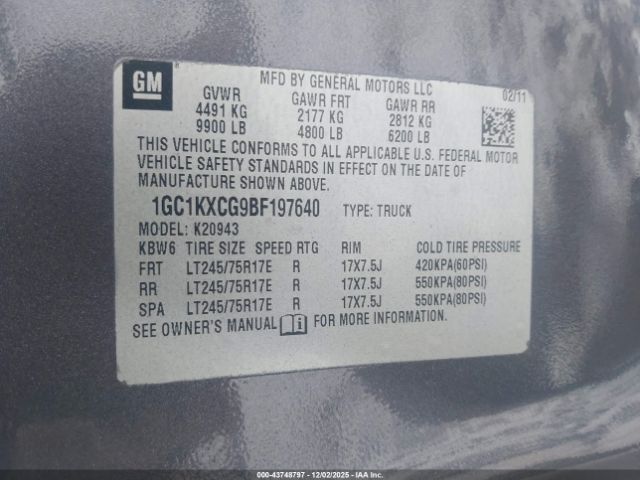 GM
MFD BY GENERAL MOTORS LLC
02/11
GVWR GAWR FRT GAWR RR
4491 KG 2177 KG 2812 KG
9900 LB 4800 LB 6200 LB
THIS VEHICLE CONFORMS TO ALL APPLICABLE U.S. FEDERAL MOTOR
VEHICLE SAFETY STANDARDS IN EFFECT ON THE DATE OF
MANUFACTURE SHOWN ABOVE.
1GC1KXCG9BF197640 TYPE: TRUCK
MODEL: K20943
KBW6 TIRE SIZE SPEED RTG RIM COLD TIRE PRESSURE
FRT LT245/75R17E R 17X7.5J 420KPA(60PSI)
RR LT245/75R17E R 17X7.5J 550KPA(80PSI)
SPA LT245/75R17E R 17X7.5J 550KPA(80PSI)
SEE OWNER'S MANUAL FOR MORE INFORMATION.
000-43748797 - 12/02/2025 - IAAI.com